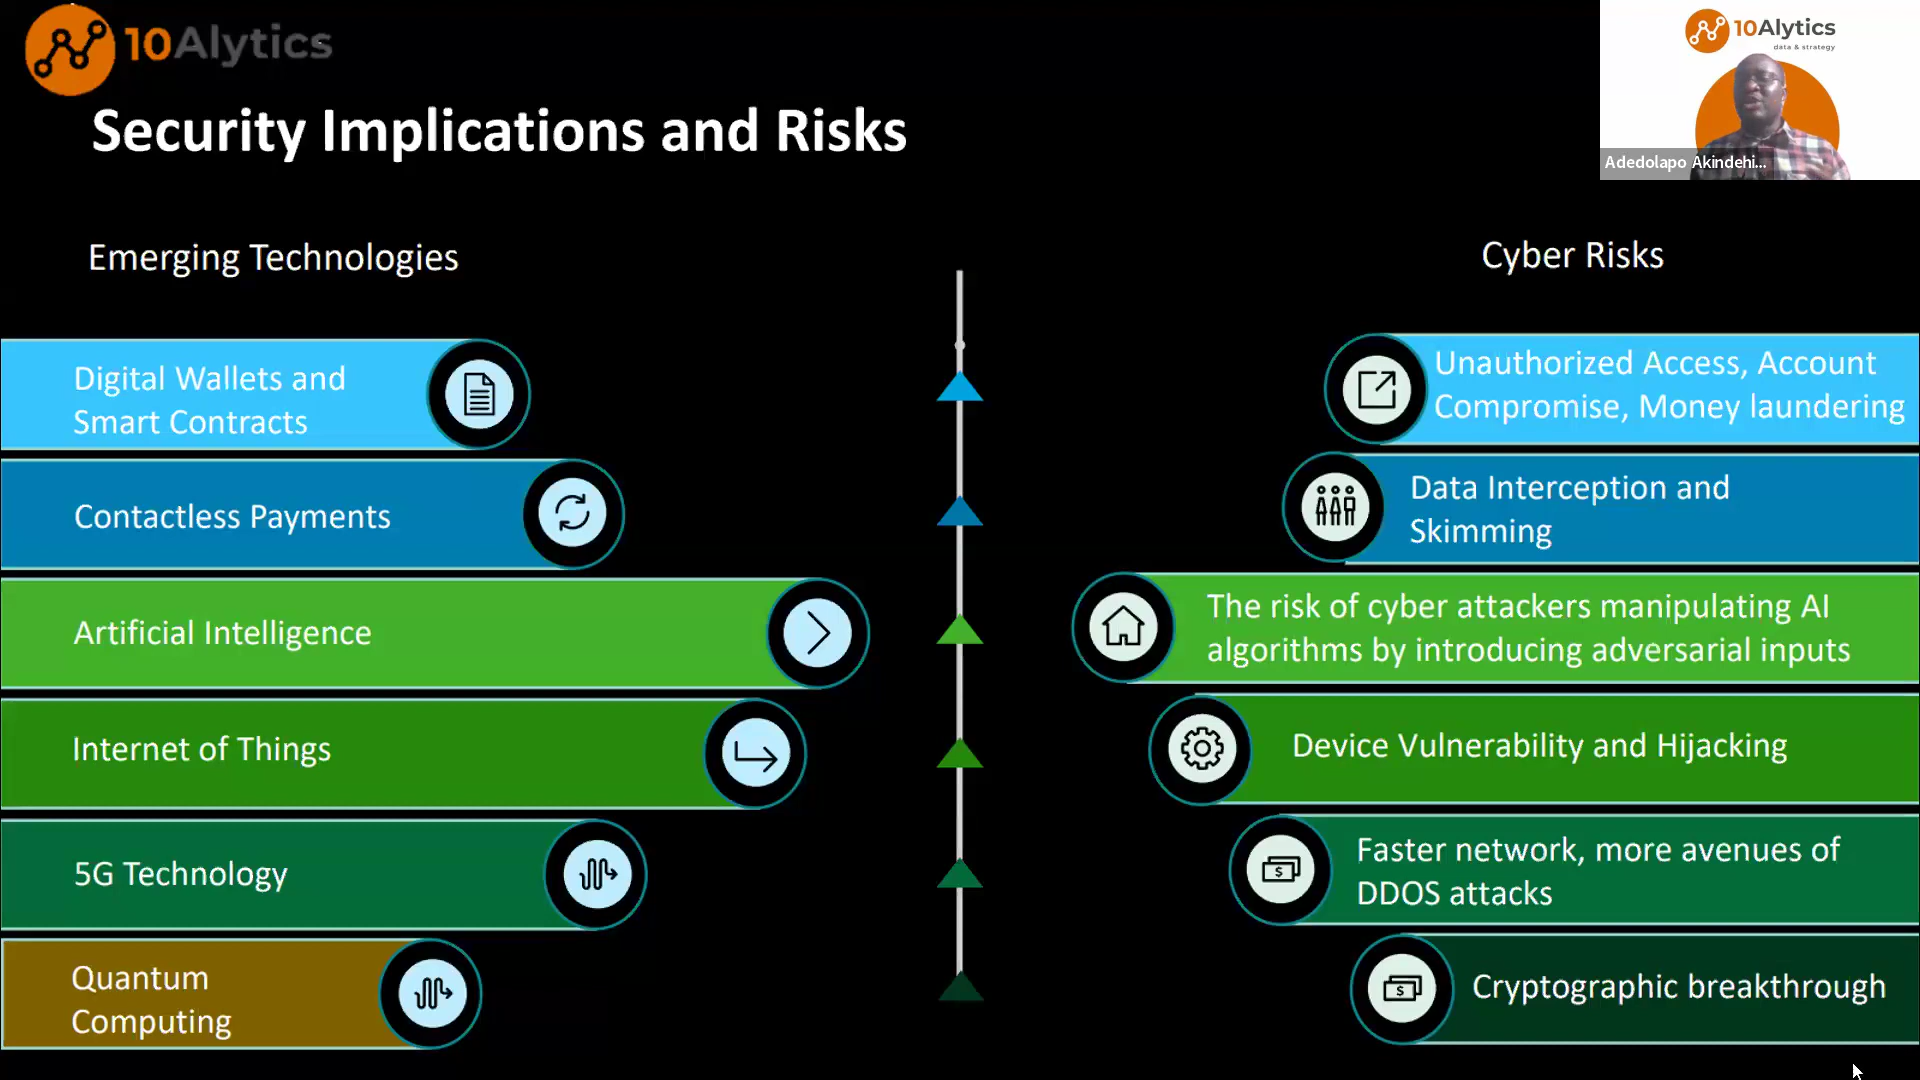 10Alytics
10Alytics
data & strategy
Adedolapo Akindehi...
Security Implications and Risks
Emerging Technologies
Cyber Risks
Digital Wallets and
Smart Contracts
Unauthorized Access, Account
Compromise, Money laundering
Contactless Payments
Data Interception and
Skimming
Artificial Intelligence
The risk of cyber attackers manipulating AI
algorithms by introducing adversarial inputs
Internet of Things
Device Vulnerability and Hijacking
5G Technology
Faster network, more avenues of
DDOS attacks
Quantum
Computing
Cryptographic breakthrough